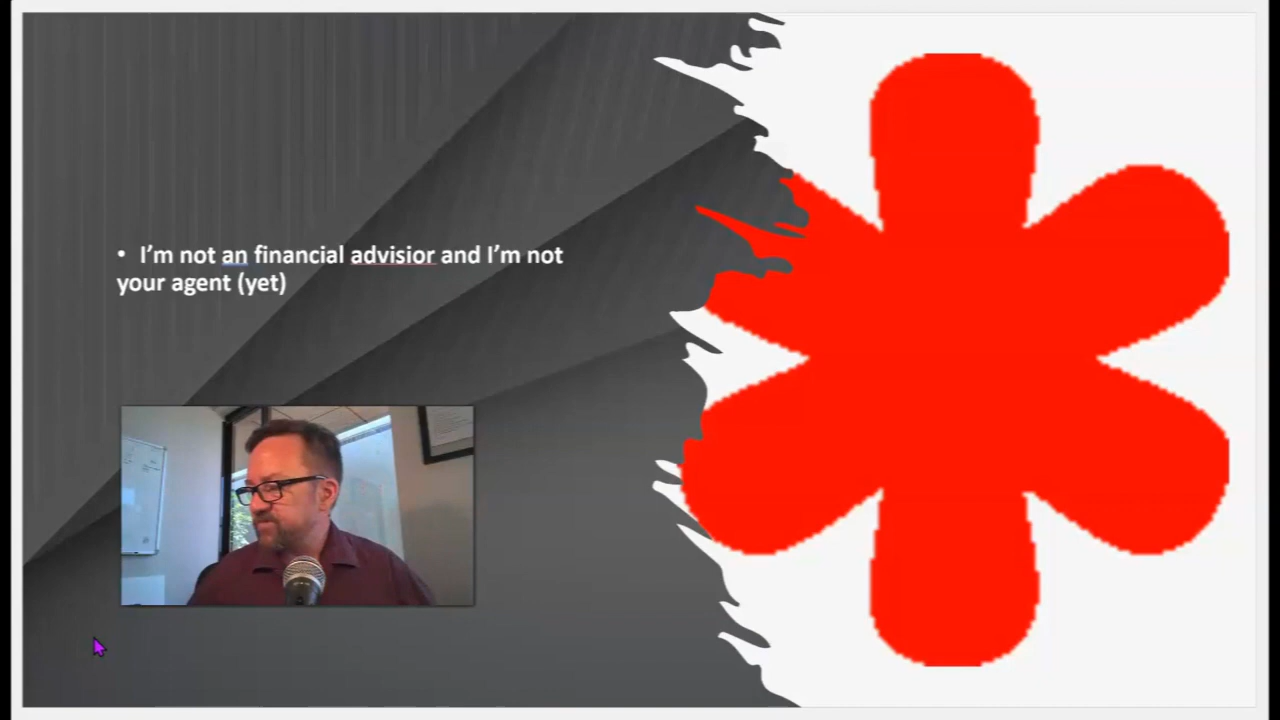 • I’m not an financial advisior and I’m not
your agent (yet)